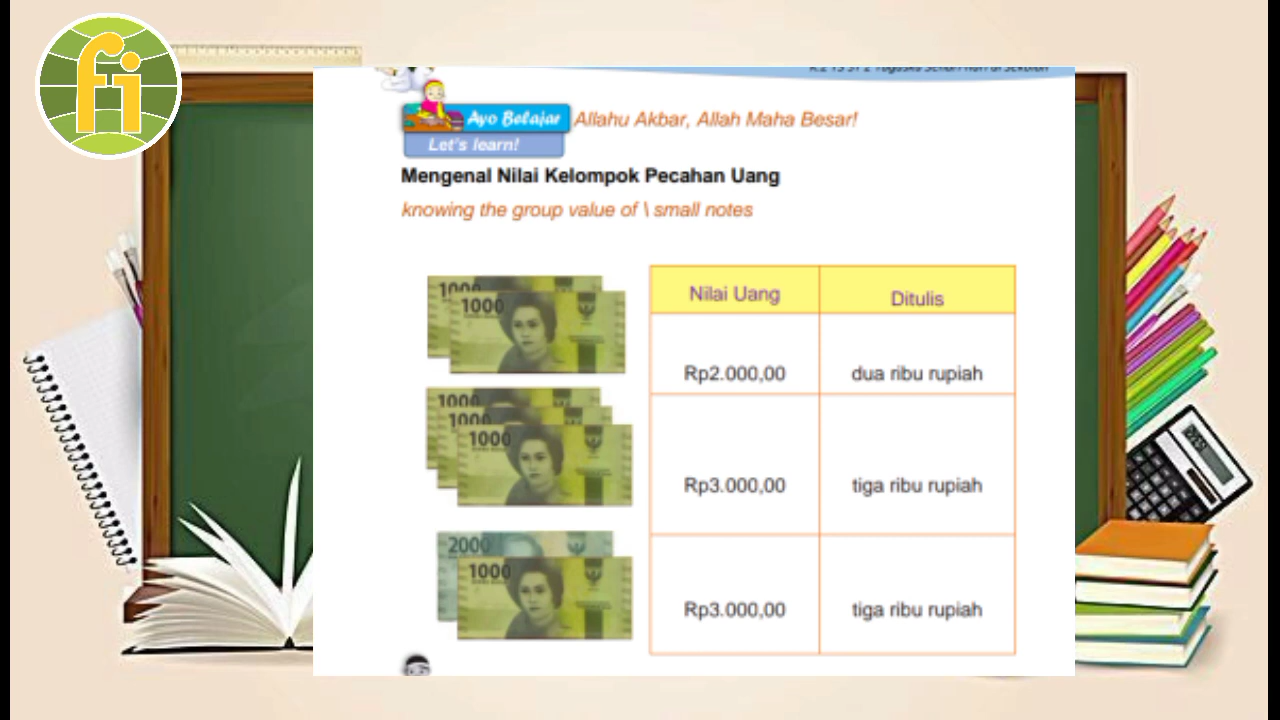 fi
Ayo Belajar
Allahu Akbar, Allah Maha Besar!
Let's learn!
Mengenal Nilai Kelompok Pecahan Uang
knowing the group value of \ small notes
Nilai Uang
Ditulis
1000
1000
Rp2.000,00
dua ribu rupiah
1000
1000
1000
Rp3.000,00
tiga ribu rupiah
2000
1000
Rp3.000,00
tiga ribu rupiah